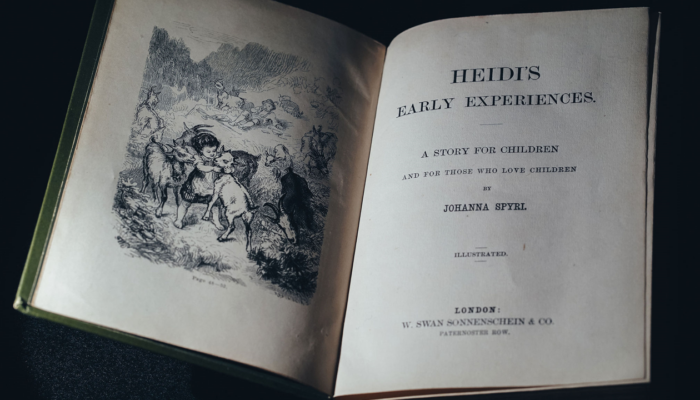 HEIDI'S
EARLY EXPERIENCES.
A STORY FOR CHILDREN
AND FOR THOSE WHO LOVE CHILDREN
BY
JOHANNA SPYRI.
ILLUSTRATED.
LONDON:
W. SWAN SONNENSCHEIN & CO.
PATERNOSTER ROW.
Page